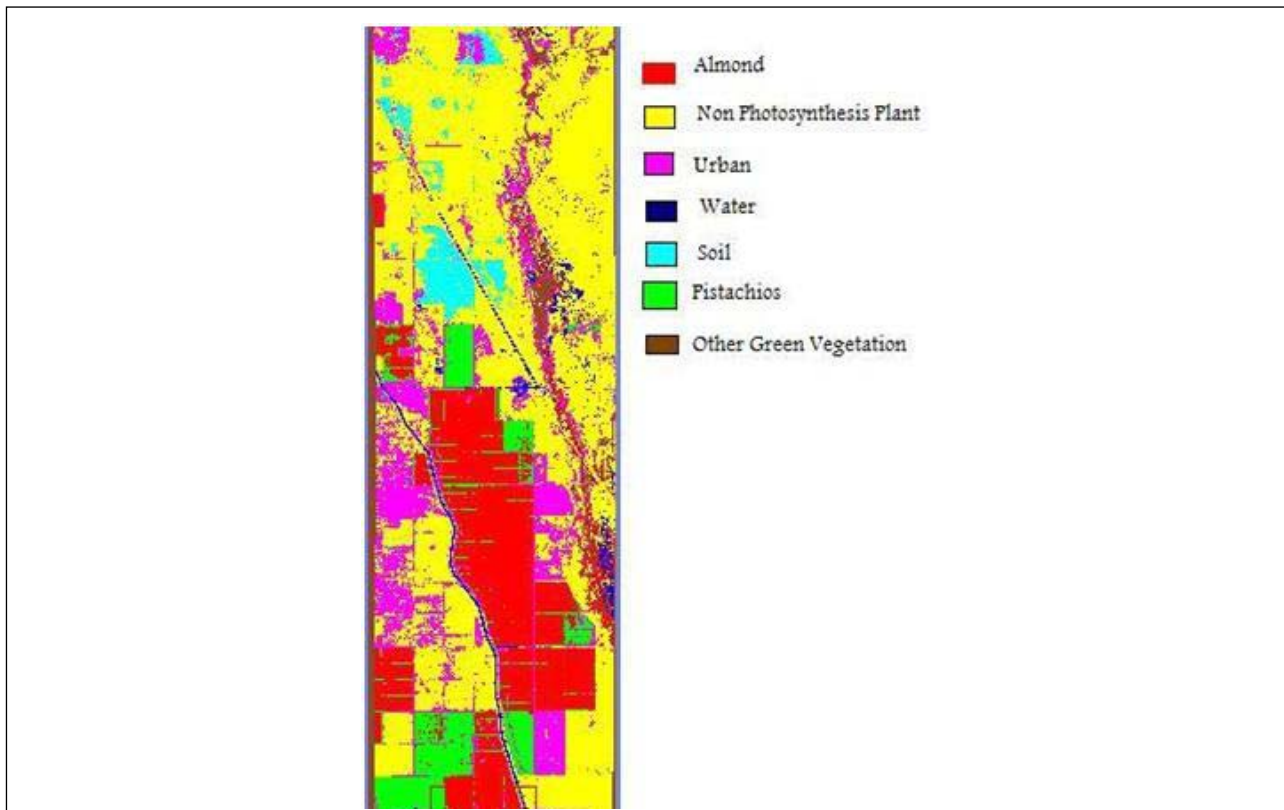 Almond
Non Photosynthesis Plant
Urban
Water
Soil
Pistachios
Other Green Vegetation